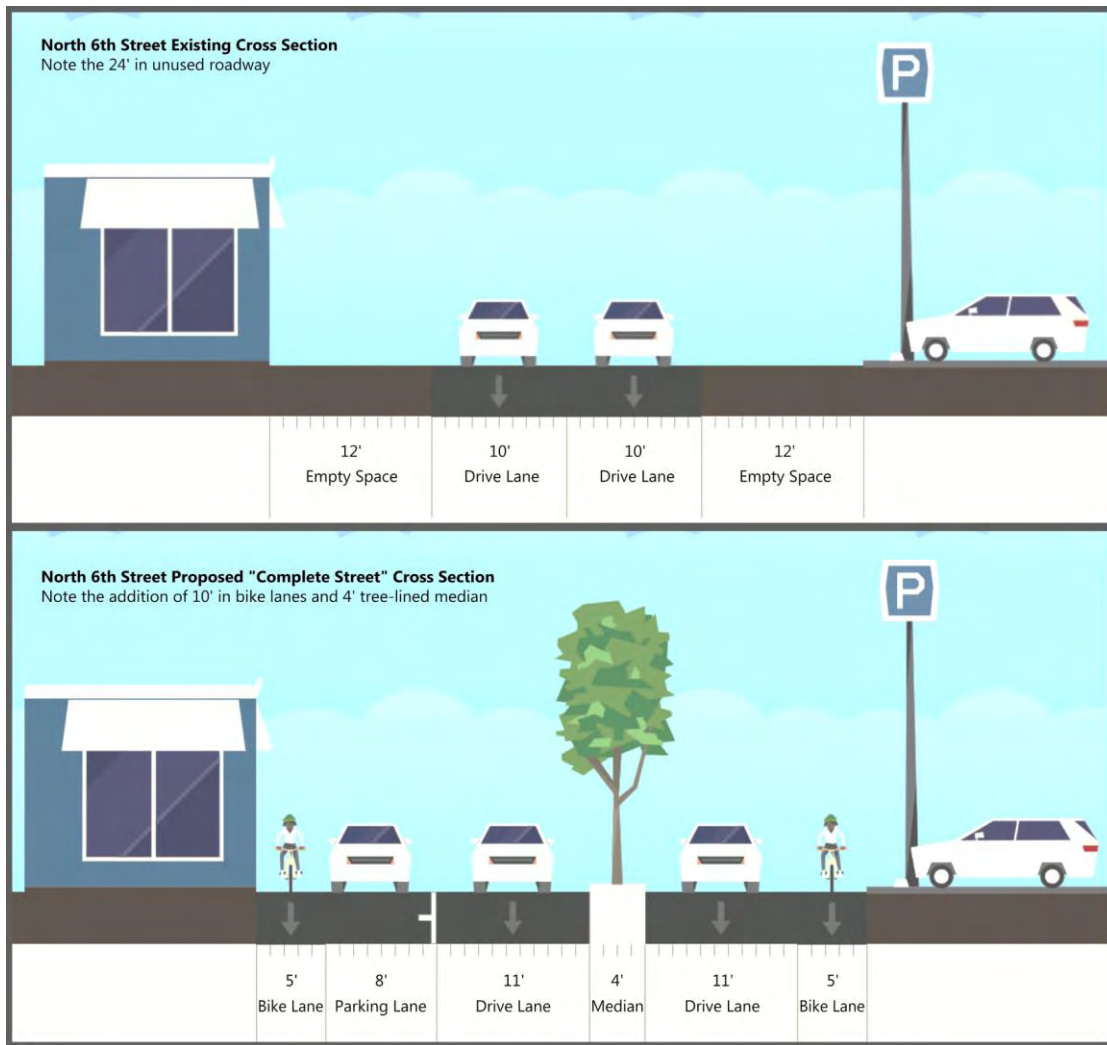 North 6th Street Existing Cross Section
Note the 24' in unused roadway
P
12' 10' 10' 12'
Empty Space Drive Lane Drive Lane Empty Space
North 6th Street Proposed "Complete Street" Cross Section
Note the addition of 10' in bike lanes and 4' tree-lined median
P
5' 8' 11' 4' 11' 5'
Bike Lane Parking Lane Drive Lane Median Drive Lane Bike Lane